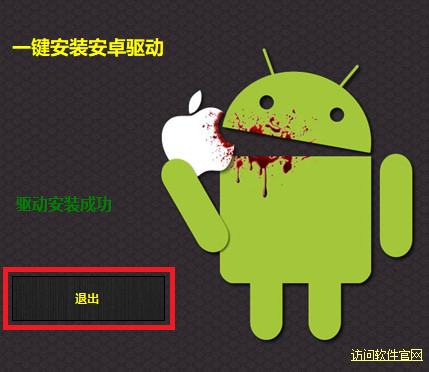 一键安装安卓驱动
驱动安装成功
退出
访问软件官网